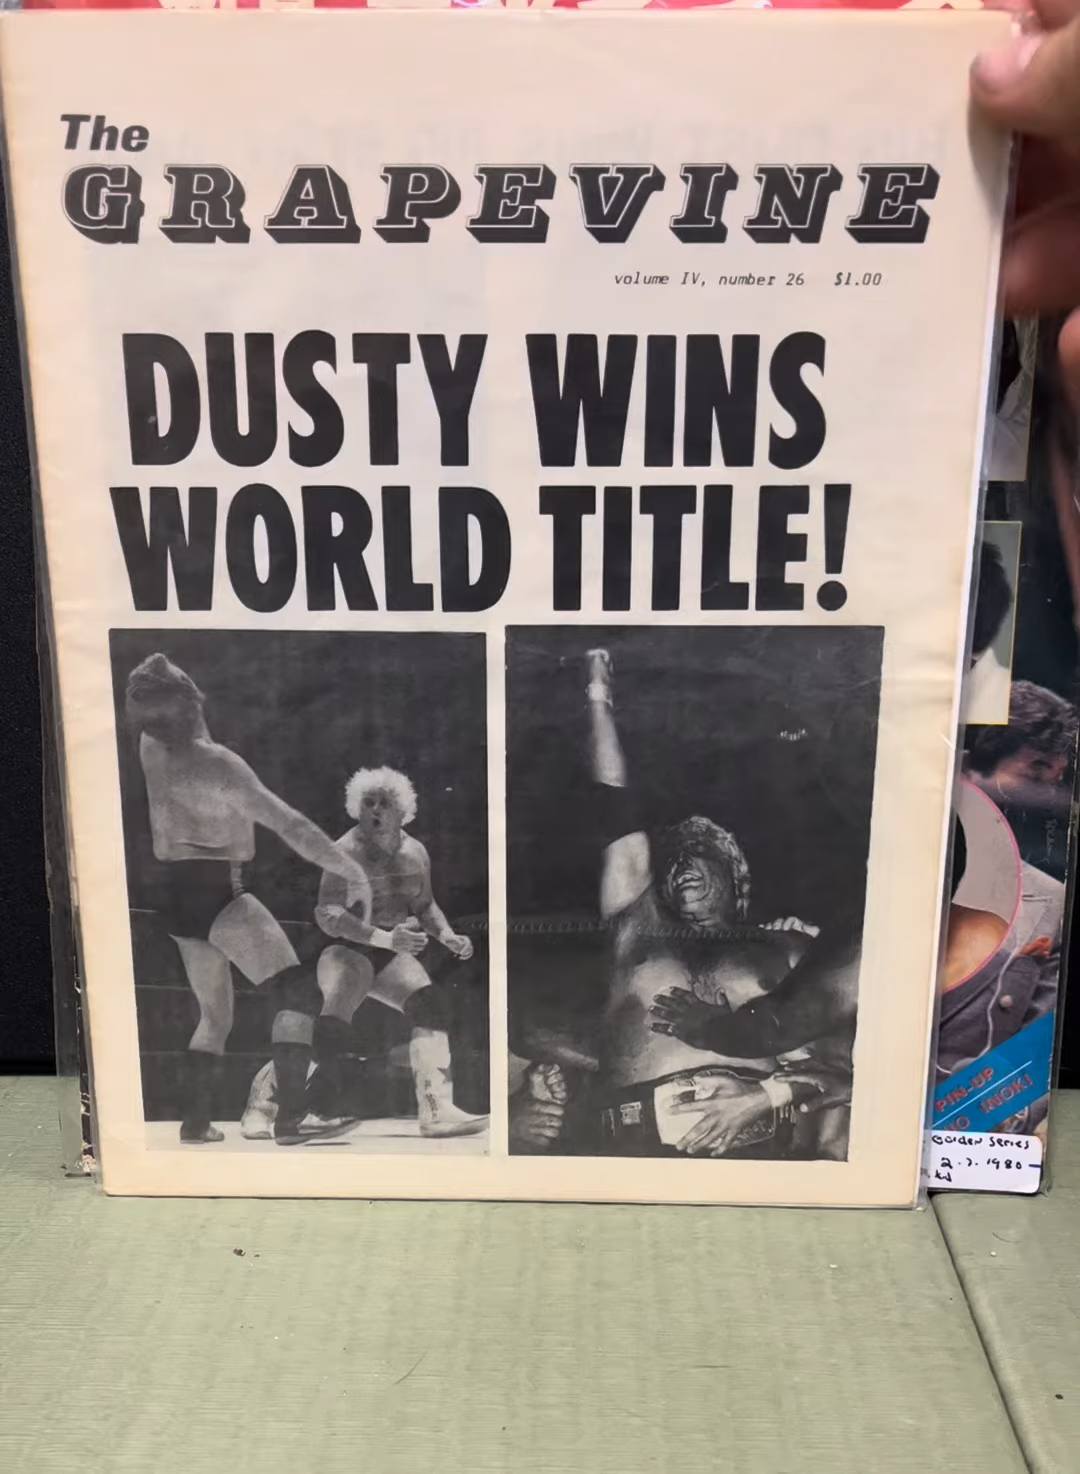 The
GRAPEVINE
volume IV, number 26 $1.00
DUSTY WINS
WORLD TITLE!
PIN-UP
INOKI
Golden Series
2.7.1980